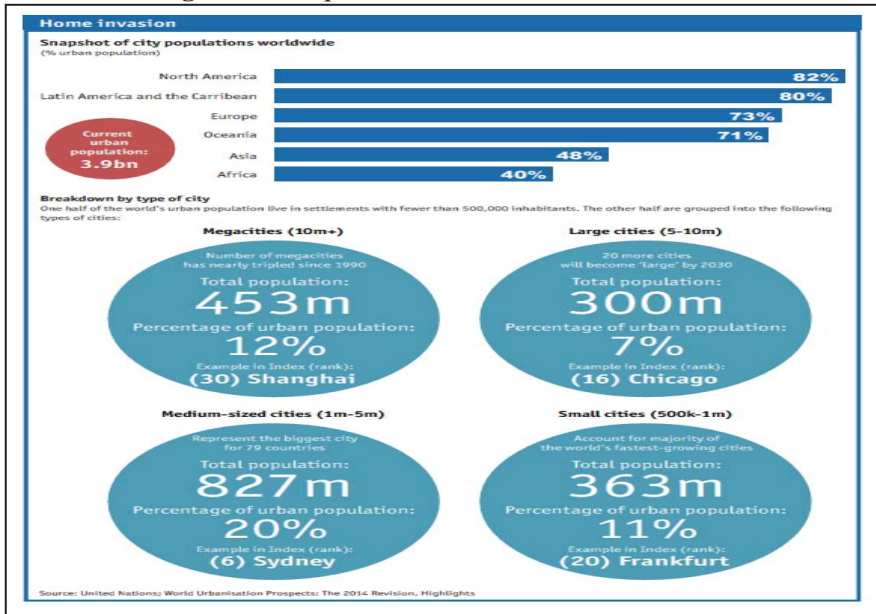 Home invasion
Snapshot of city populations worldwide
(% urban population)
North America 82%
Latin America and the Carribean 80%
Europe 73%
Oceania 71%
Asia 48%
Africa 40%
Current
urban
population:
3.9bn
Breakdown by type of city
One half of the world's urban population live in settlements with fewer than 500,000 inhabitants. The other half are grouped into the following
types of cities:
Megacities (10m+)
Number of megacities
has nearly tripled since 1990
Total population:
453m
Percentage of urban population:
12%
Example in Index (rank):
(30) Shanghai
Large cities (5-10m)
20 more cities
will become 'large' by 2030
Total population:
300m
Percentage of urban population:
7%
Example in Index (rank):
(16) Chicago
Medium-sized cities (1m-5m)
Represent the biggest city
for 79 countries
Total population:
827m
Percentage of urban population:
20%
Example in Index (rank):
(6) Sydney
Small cities (500k-1m)
Account for majority of
the world's fastest-growing cities
Total population:
363m
Percentage of urban population:
11%
Example in Index (rank):
(20) Frankfurt
Source: United Nations; World Urbanisation Prospects: The 2014 Revision, Highlights